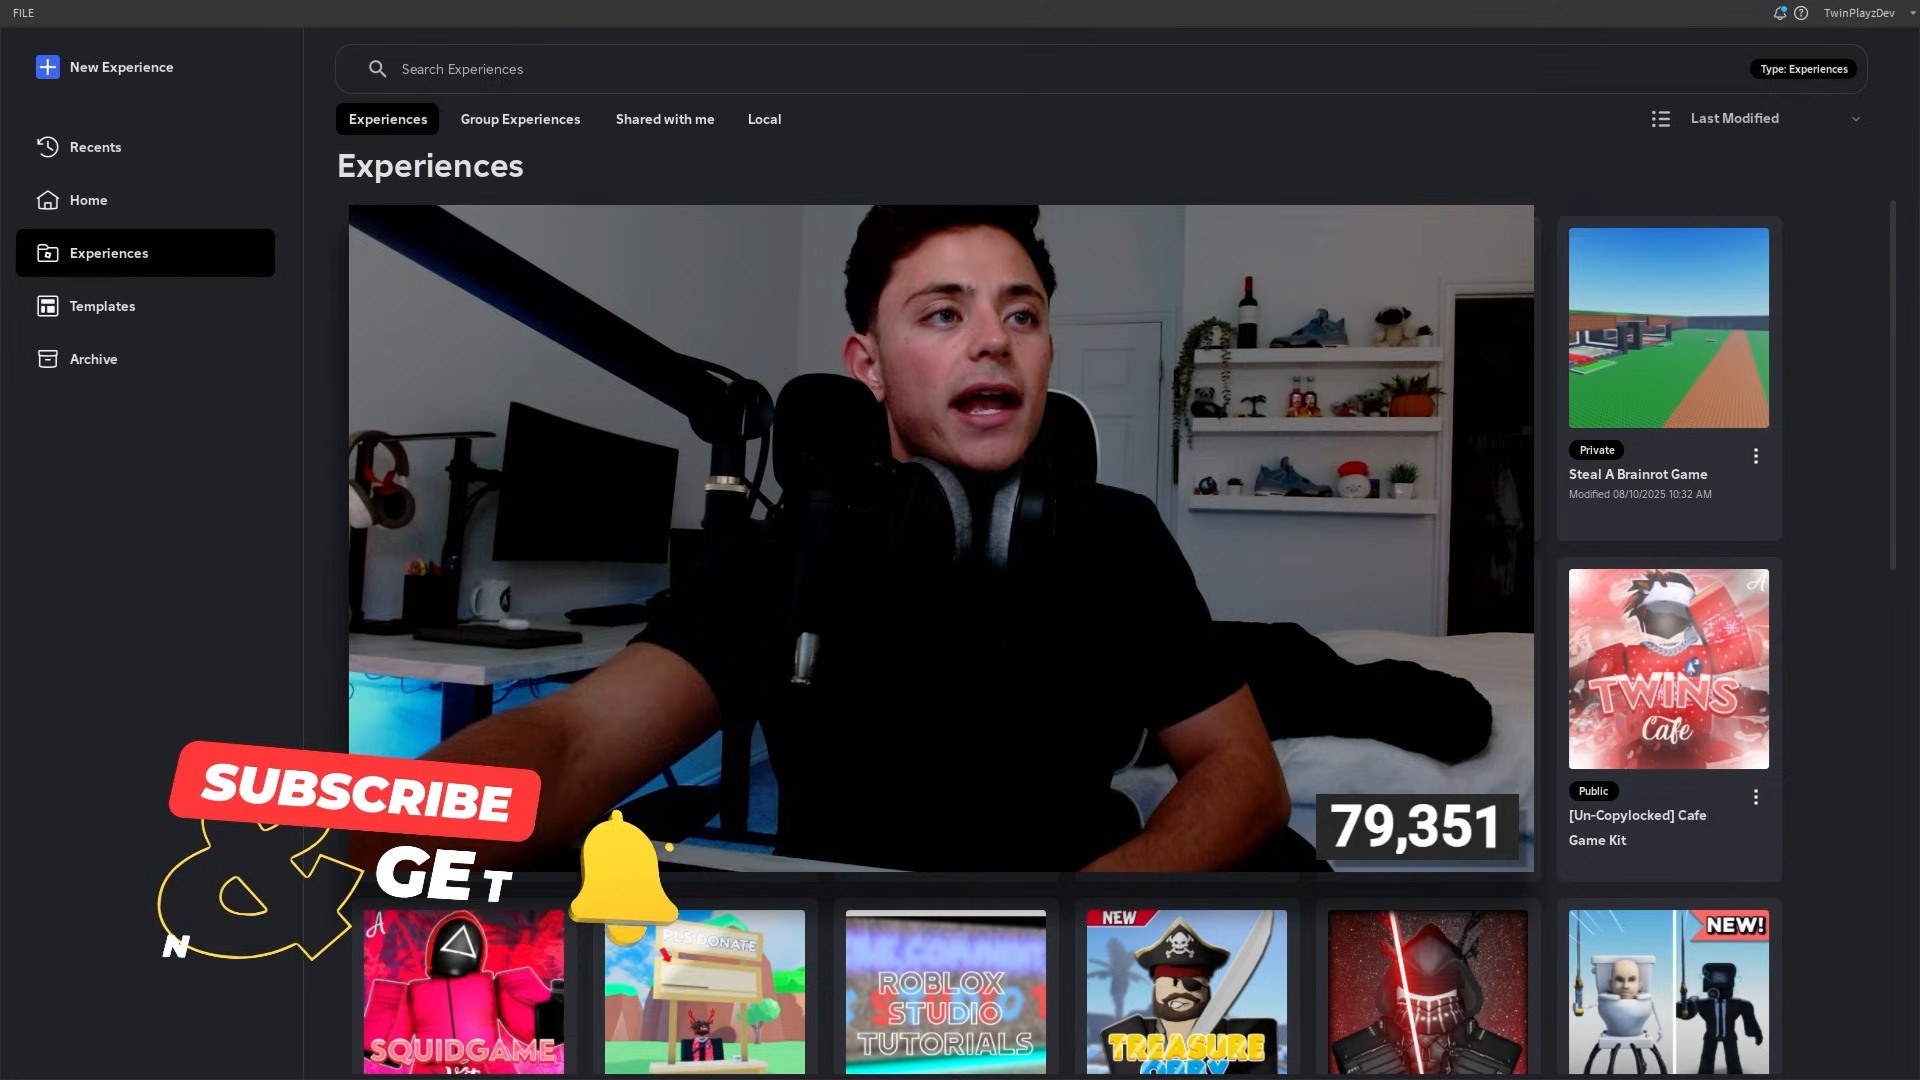 FILE
TwinPlayzDev
New Experience
Search Experiences
Type: Experiences
Experiences
Group Experiences
Shared with me
Local
Last Modified
Experiences
Recents
Home
Experiences
Templates
Archive
Private
Steal A Brainrot Game
Modified 08/10/2025 10:32 AM
A
TWINS
Cafe
Public
[Un-Copylocked] Cafe
Game Kit
79,351
SUBSCRIBE
& GET
N
A
SQUIDGAME
PLS DONATE
ROBLOX
STUDIO
TUTORIALS
NEW
TREASURE
NEW!